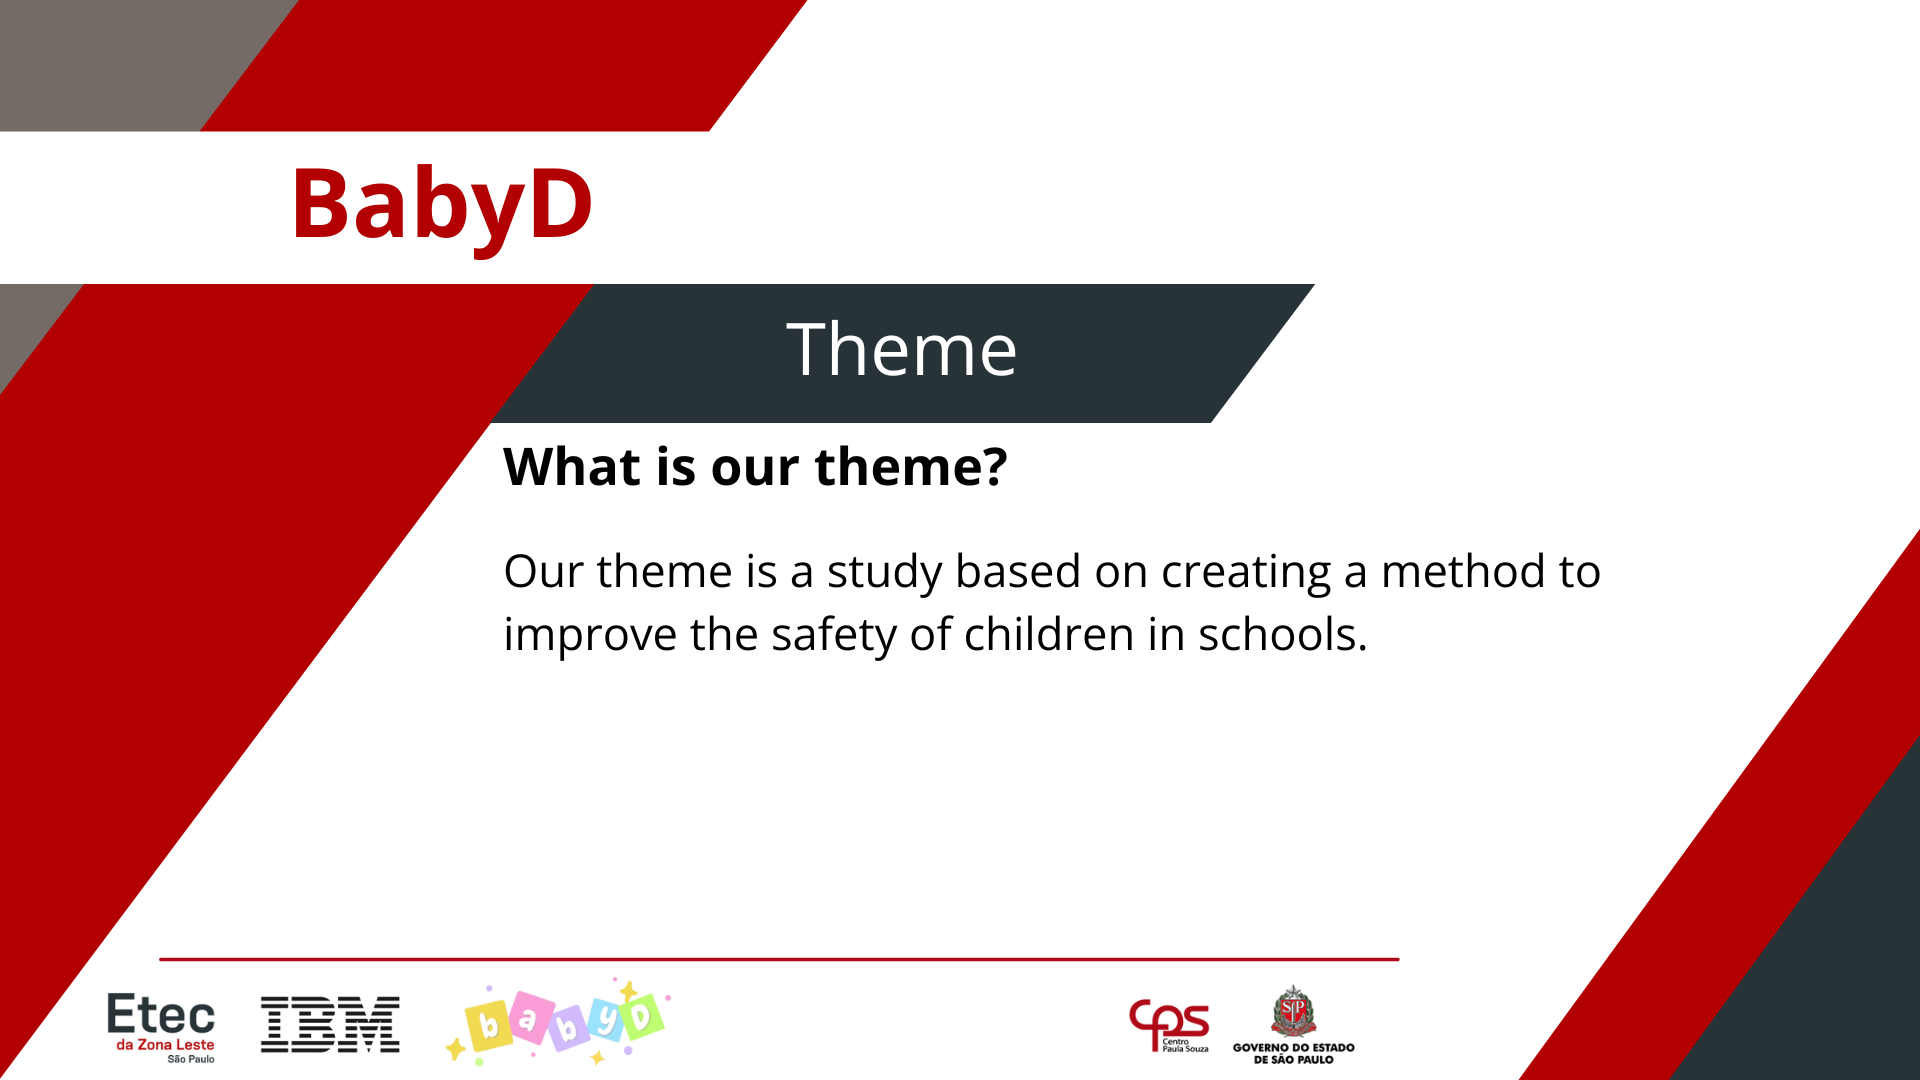 BabyD
Theme
What is our theme?
Our theme is a study based on creating a method to
improve the safety of children in schools.
Etec
da Zona Leste
São Paulo
IBM
babyD
CPS
Centro
Paula Souza
SP
GOVERNO DO ESTADO
DE SÃO PAULO